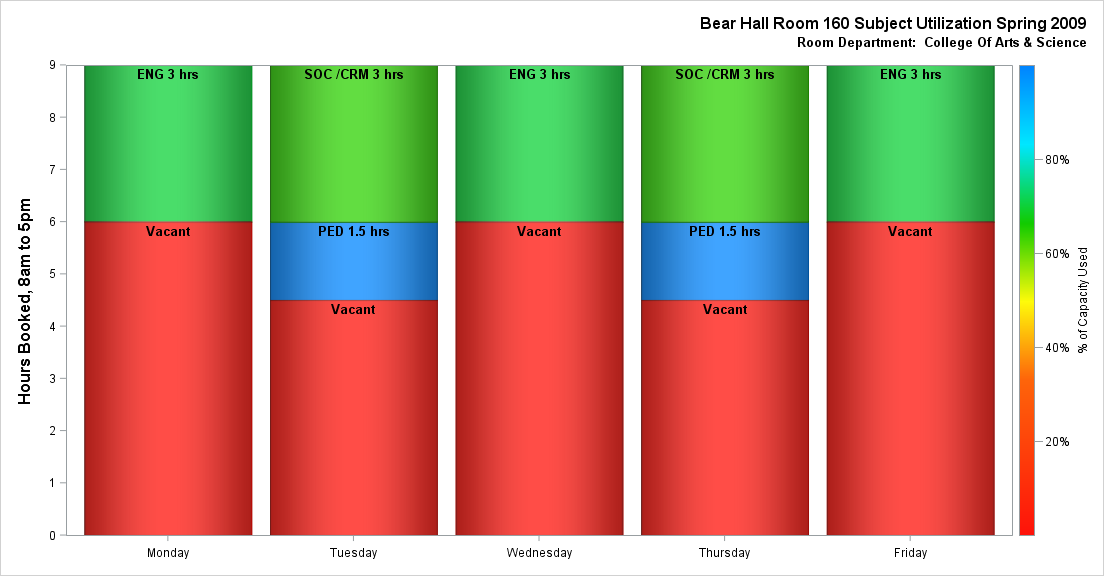 Bear Hall Room 160 Subject Utilization Spring 2009
Room Department:  College Of Arts & Science
Hours Booked, 8am to 5pm
9
8
7
6
5
4
3
2
1
0
ENG 3 hrs
Vacant
SOC /CRM 3 hrs
PED 1.5 hrs
Vacant
ENG 3 hrs
Vacant
SOC /CRM 3 hrs
PED 1.5 hrs
Vacant
ENG 3 hrs
Vacant
Monday
Tuesday
Wednesday
Thursday
Friday
80%
60%
40%
20%
% of Capacity Used